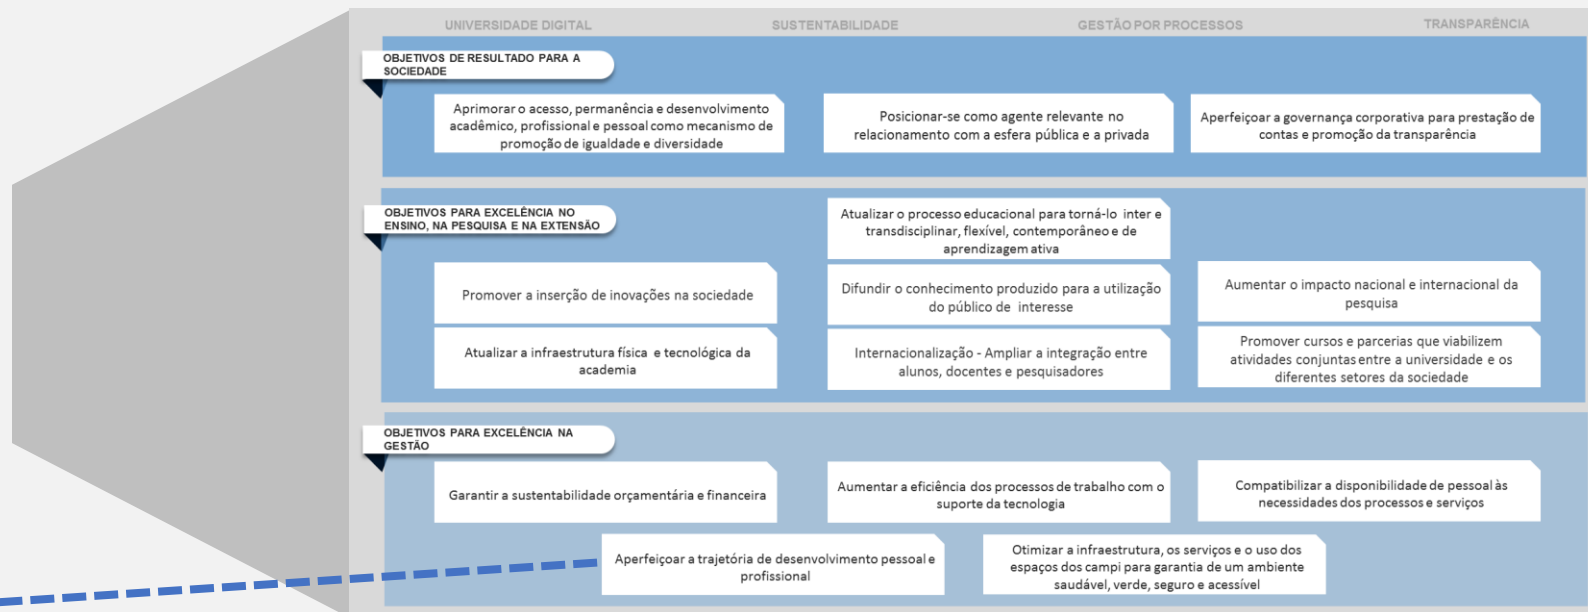 UNIVERSIDADE DIGITAL
SUSTENTABILIDADE
GESTÃO POR PROCESSOS
TRANSPARÊNCIA
OBJETIVOS DE RESULTADO PARA A
SOCIEDADE
Aprimorar o acesso, permanência e desenvolvimento
acadêmico, profissional e pessoal como mecanismo de
promoção de igualdade e diversidade
Posicionar-se como agente relevante no
relacionamento com a esfera pública e a privada
Aperfeiçoar a governança corporativa para prestação de
contas e promoção da transparência
OBJETIVOS PARA EXCELÊNCIA NO
ENSINO, NA PESQUISA E NA EXTENSÃO
Atualizar o processo educacional para torná-lo inter e
transdisciplinar, flexível, contemporâneo e de
aprendizagem ativa
Promover a inserção de inovações na sociedade
Difundir o conhecimento produzido para a utilização
do público de interesse
Aumentar o impacto nacional e internacional da
pesquisa
Atualizar a infraestrutura física e tecnológica da
academia
Internacionalização - Ampliar a integração entre
alunos, docentes e pesquisadores
Promover cursos e parcerias que viabilizem
atividades conjuntas entre a universidade e os
diferentes setores da sociedade
OBJETIVOS PARA EXCELÊNCIA NA
GESTÃO
Garantir a sustentabilidade orçamentária e financeira
Aumentar a eficiência dos processos de trabalho com o
suporte da tecnologia
Compatibilizar a disponibilidade de pessoal às
necessidades dos processos e serviços
Aperfeiçoar a trajetória de desenvolvimento pessoal e
profissional
Otimizar a infraestrutura, os serviços e o uso dos
espaços dos campi para garantia de um ambiente
saudável, verde, seguro e acessível